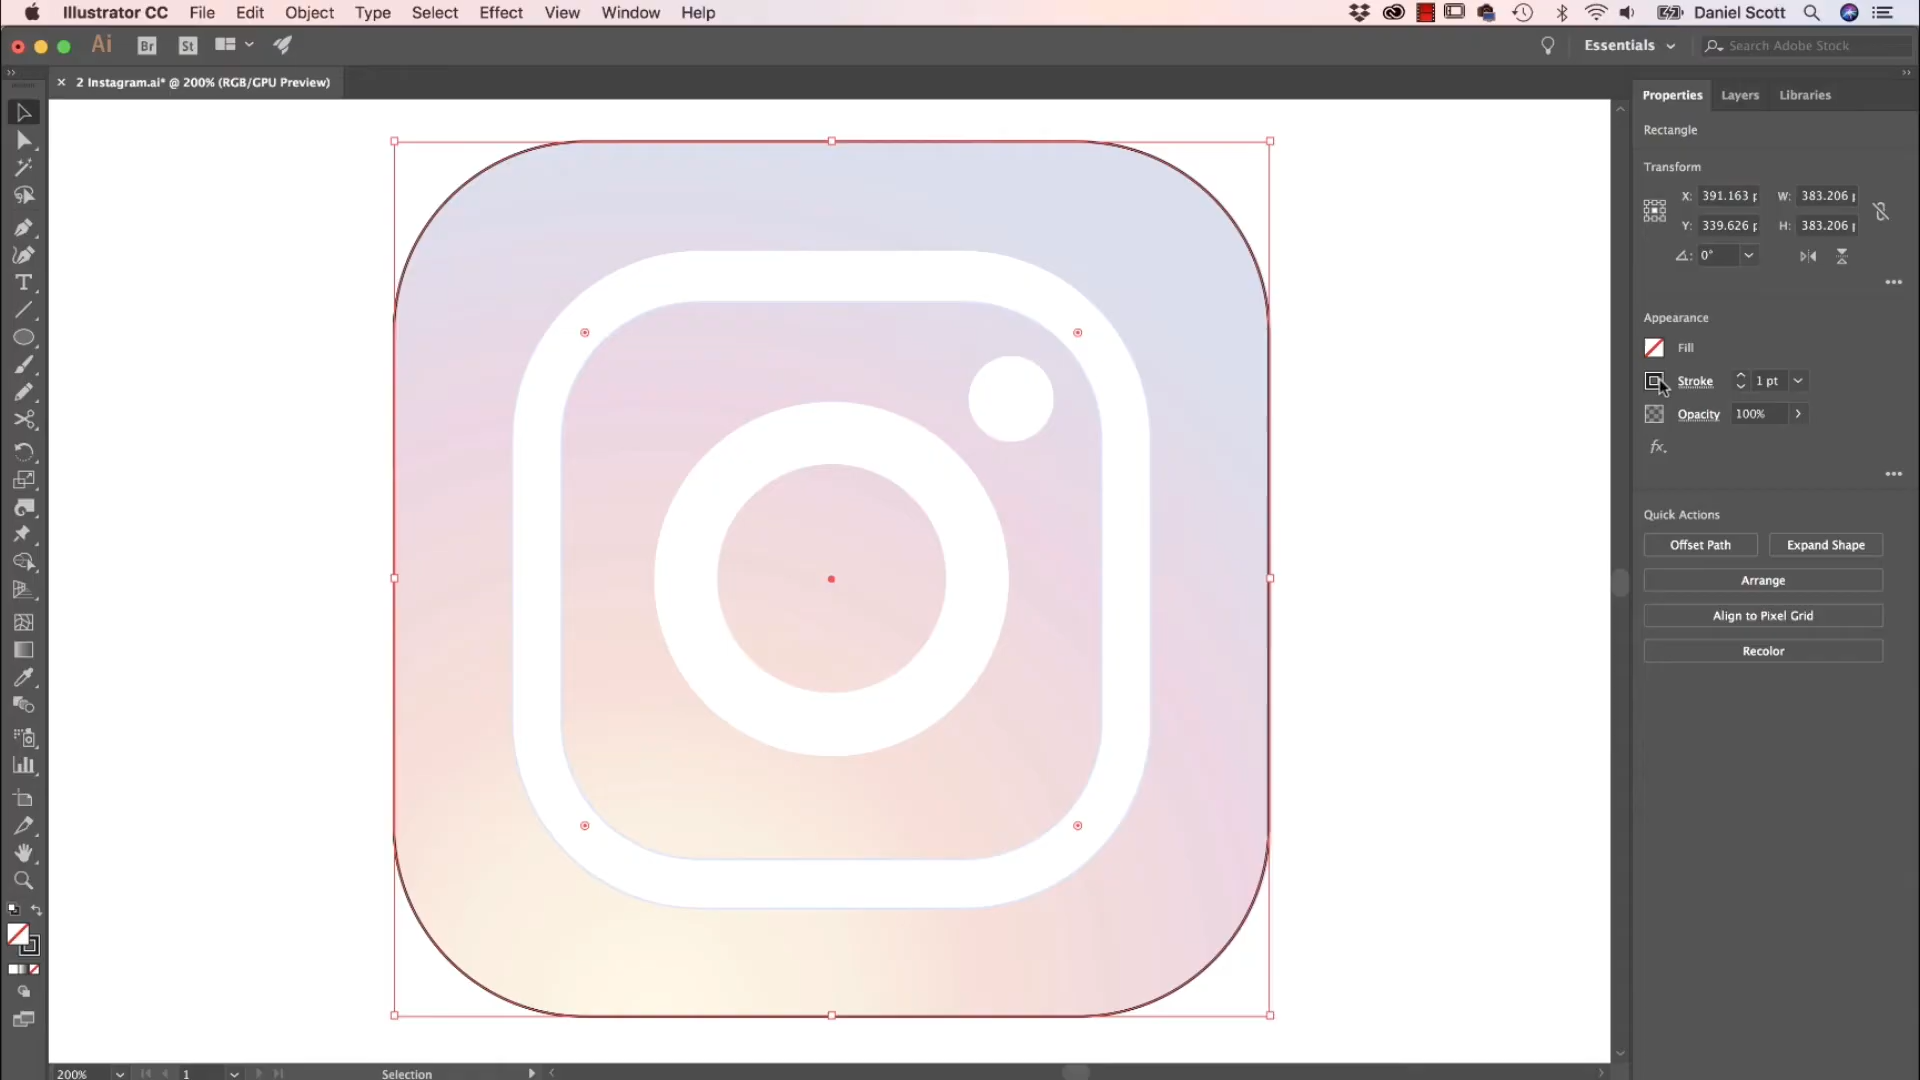 Illustrator CC File Edit Object Type Select Effect View Window Help Daniel Scott
Ai Br St Essentials Search Adobe Stock
2 Instagram.ai* @ 200% (RGB/GPU Preview)
Properties Layers Libraries
Rectangle
Transform
X: 391.163 p W: 383.206 p
Y: 339.626 p H: 383.206 p
0°
Appearance
Fill
Stroke 1 pt
Opacity 100%
fx.
Quick Actions
Offset Path Expand Shape
Arrange
Align to Pixel Grid
Recolor
200% 1 Selection